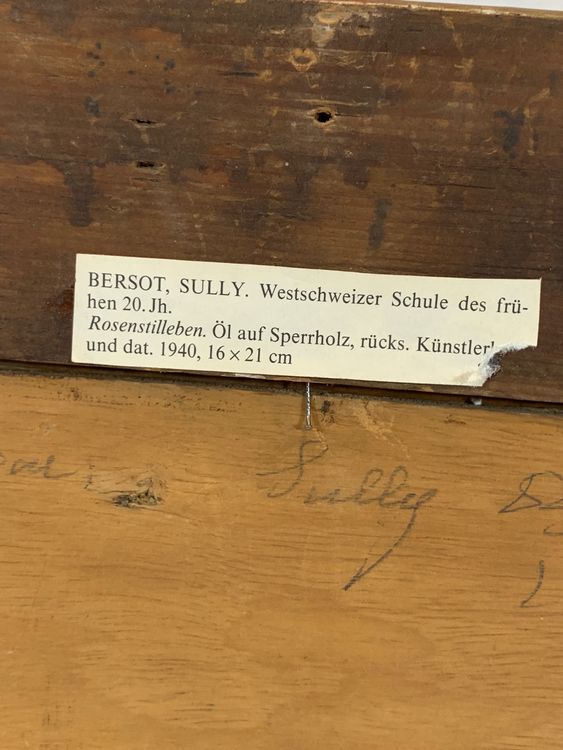 BERSOT, SULLY. Westschweizer Schule des frü-
hen 20. Jh.
Rosenstilleben. Öl auf Sperrholz, rücks. Künstler
und dat. 1940, 16 × 21 cm
Sully